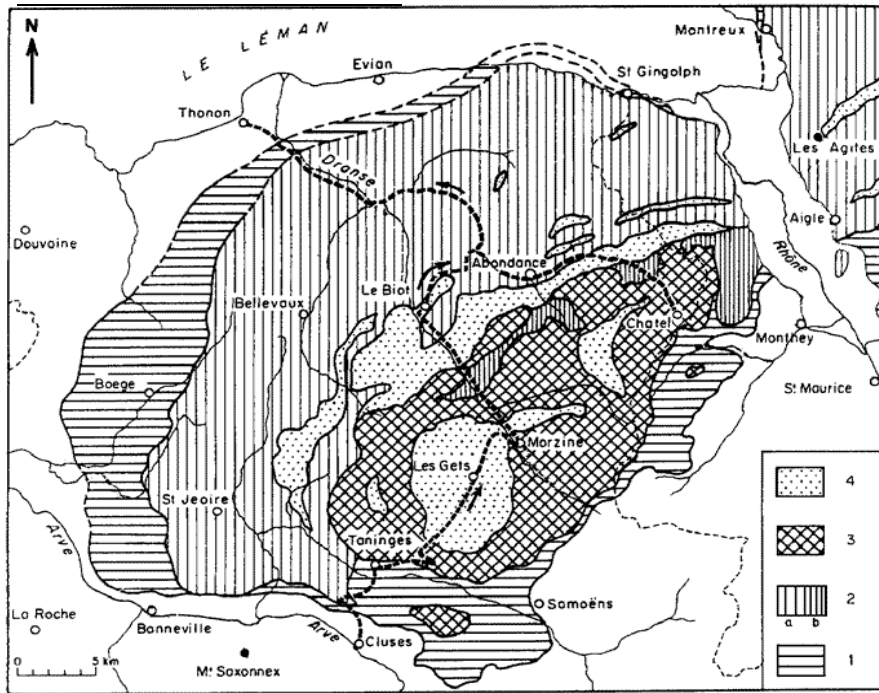 N
LE LÉMAN
Montreux
Evian
St Gingolph
Thonon
Les Agites
Dranse
Aigle
Douvaine
Rhône
Abondance
Le Biot
Bellevaux
Chatel
Monthey
Boege
St Maurice
Morzine
Les Gets
4
St Jeoire
3
Arve
Taninges
2
a b
La Roche
Bonneville
Arve
Samoëns
Cluses
0 5 km
Mt Saxonnex
1